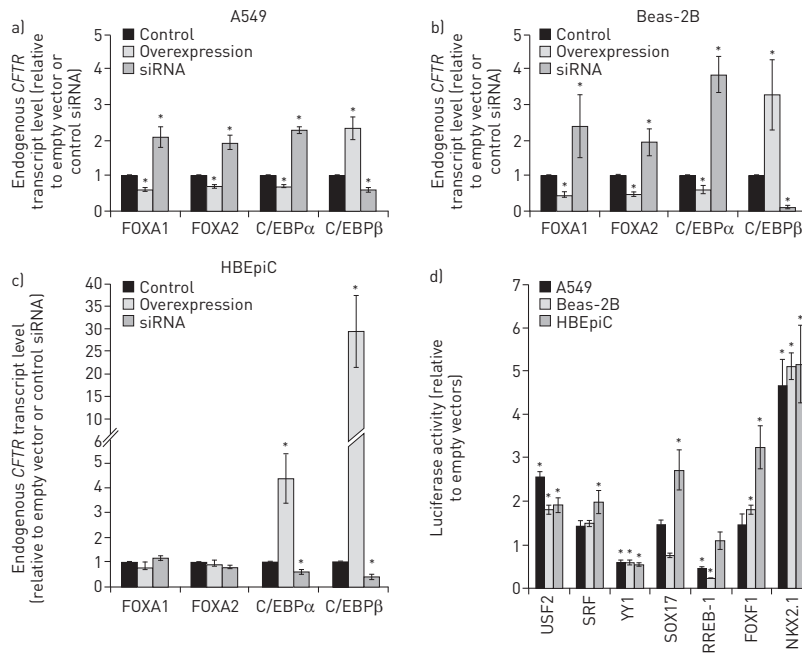 a)
A549
Control
Overexpression
siRNA
Endogenous CFTR
transcript level (relative
to empty vector or
control siRNA)
5
4
3
2
1
0
* * * * * * * *
FOXA1 FOXA2 C/EBPα C/EBPβ
b)
Beas-2B
Control
Overexpression
siRNA
Endogenous CFTR
transcript level (relative
to empty vector or
control siRNA)
5
4
3
2
1
0
* * * * * * * *
FOXA1 FOXA2 C/EBPα C/EBPβ
c)
HBEpiC
Control
Overexpression
siRNA
Endogenous CFTR transcript level
(relative to empty vector or control siRNA)
40
35
30
25
20
15
10
6
5
4
3
2
1
0
* * * *
FOXA1 FOXA2 C/EBPα C/EBPβ
d)
A549
Beas-2B
HBEpiC
Luciferase activity (relative
to empty vectors)
7
6
5
4
3
2
1
0
* * * * * * * * * * * * * * *
USF2
SRF
YY1
SOX17
RREB-1
FOXF1
NKX2.1